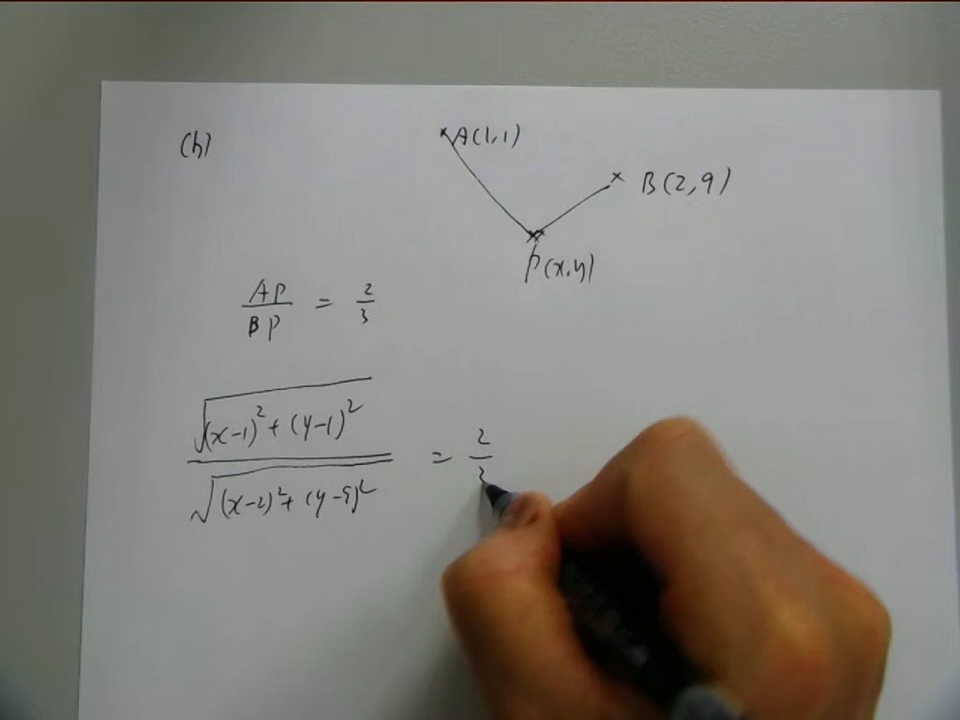 (h)
A(1,1)
B(2,9)
P(x,y)
AP/BP = 2/3
√((x-1)²+(y-1)²) / √((x-2)²+(y-9)²) = 2/3